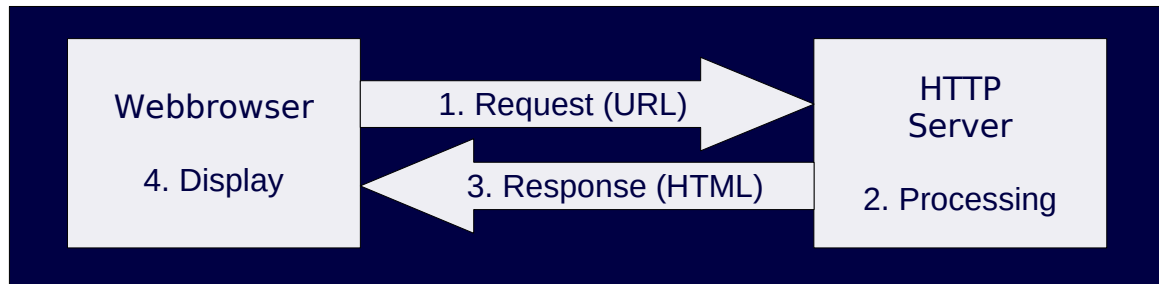 Webbrowser
4. Display
1. Request (URL)
3. Response (HTML)
HTTP
Server
2. Processing